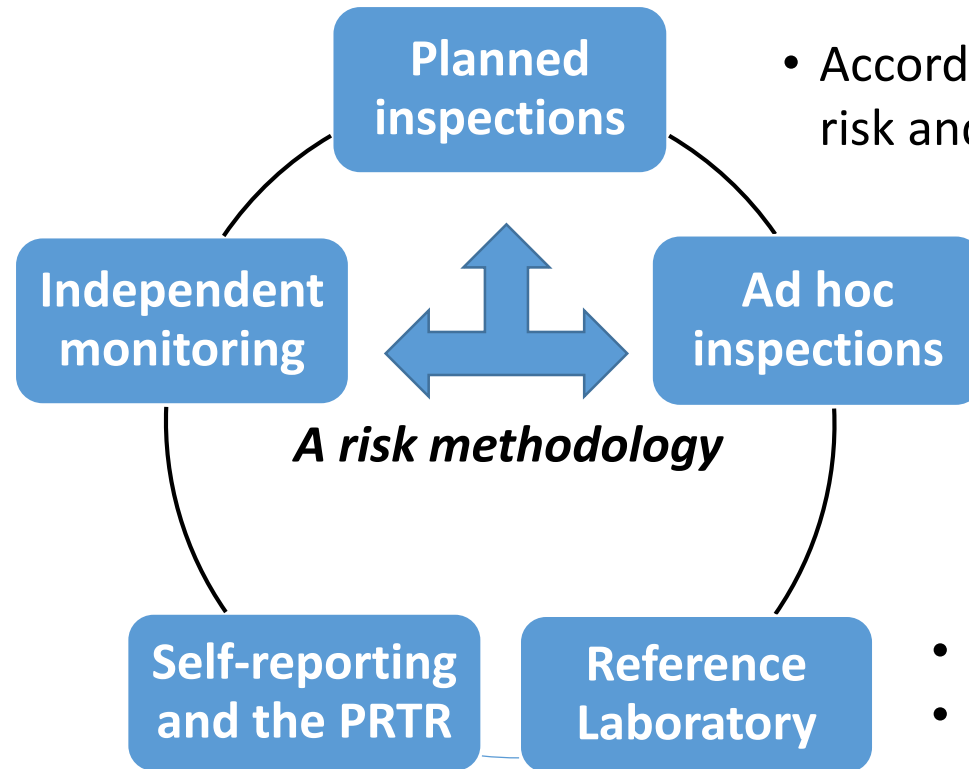 Planned
inspections
• Accord
risk and
Independent
monitoring
Ad hoc
inspections
A risk methodology
Self-reporting
and the PRTR
Reference
Laboratory
•
•